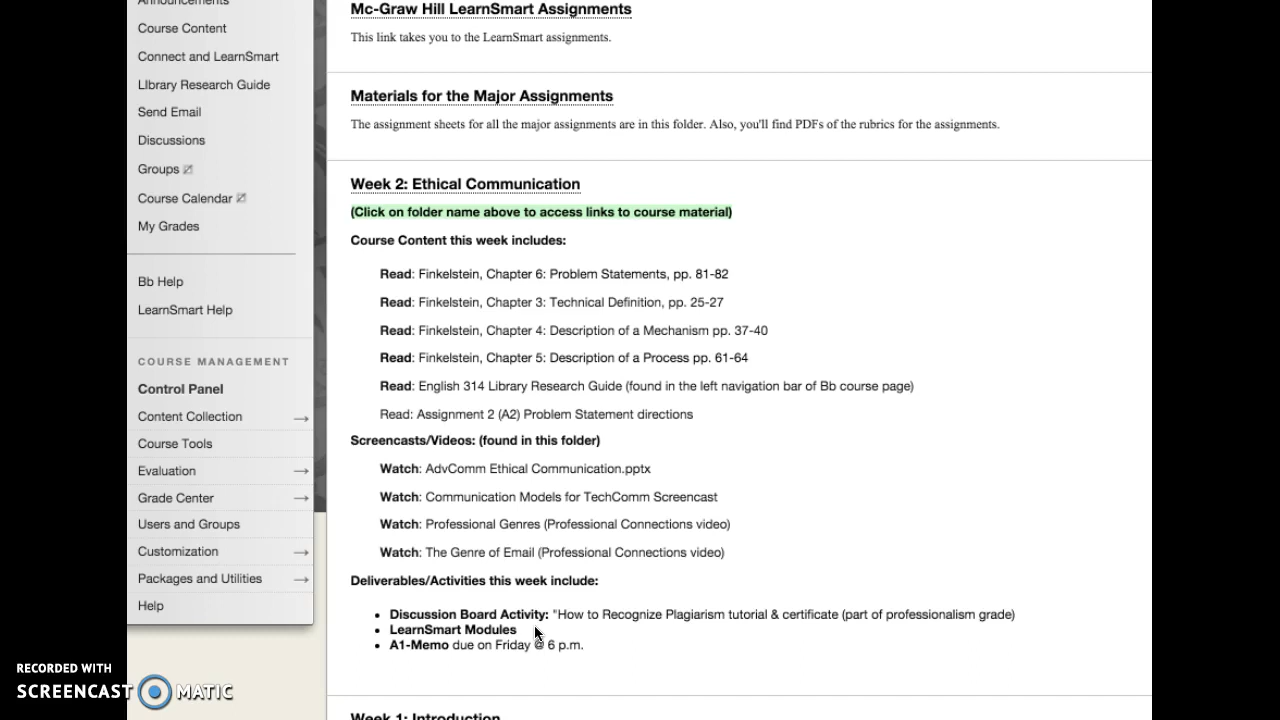 Announcements
Course Content
Connect and LearnSmart
LIbrary Research Guide
Send Email
Discussions
Groups
Course Calendar
My Grades
Bb Help
LearnSmart Help
COURSE MANAGEMENT
Control Panel
Content Collection
Course Tools
Evaluation
Grade Center
Users and Groups
Customization
Packages and Utilities
Help
Mc-Graw Hill LearnSmart Assignments
This link takes you to the LearnSmart assignments.
Materials for the Major Assignments
The assignment sheets for all the major assignments are in this folder. Also, you'll find PDFs of the rubrics for the assignments.
Week 2: Ethical Communication
(Click on folder name above to access links to course material)
Course Content this week includes:
Read: Finkelstein, Chapter 6: Problem Statements, pp. 81-82
Read: Finkelstein, Chapter 3: Technical Definition, pp. 25-27
Read: Finkelstein, Chapter 4: Description of a Mechanism pp. 37-40
Read: Finkelstein, Chapter 5: Description of a Process pp. 61-64
Read: English 314 Library Research Guide (found in the left navigation bar of Bb course page)
Read: Assignment 2 (A2) Problem Statement directions
Screencasts/Videos: (found in this folder)
Watch: AdvComm Ethical Communication.pptx
Watch: Communication Models for TechComm Screencast
Watch: Professional Genres (Professional Connections video)
Watch: The Genre of Email (Professional Connections video)
Deliverables/Activities this week include:
• Discussion Board Activity: "How to Recognize Plagiarism tutorial & certificate (part of professionalism grade)
• LearnSmart Modules
• A1-Memo due on Friday @ 6 p.m.
Week 1: Introduction
RECORDED WITH
SCREENCAST MATIC